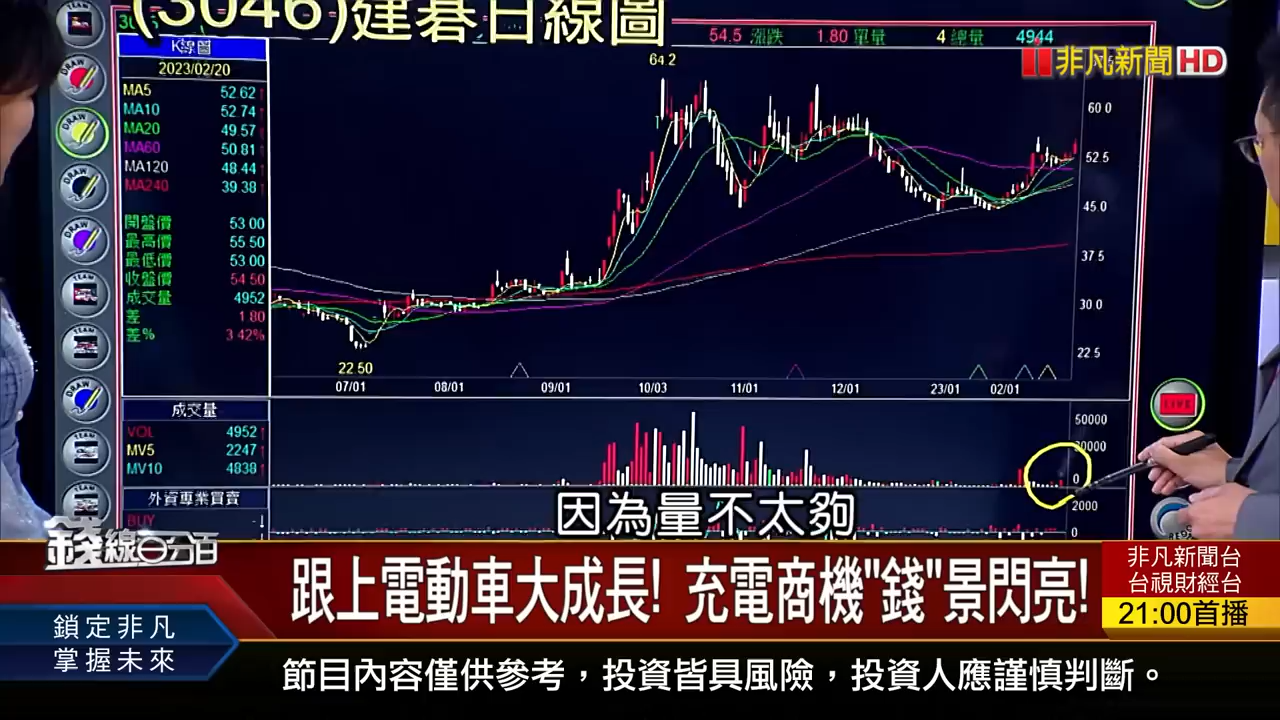 (3046)建碁日線圖
54.5 漲跌 1.80 單量 4 總量 4944
非凡新聞HD
K線圖
2023/02/20
MA5 52.62
MA10 52.74
MA20 49.57
MA60 50.81
MA120 48.44
MA240 39.38
開盤價 53.00
最高價 55.50
最低價 53.00
收盤價 54.50
成交量 4952
差 1.80
差% 3.42%
64.2
60.0
52.5
45.0
37.5
30.0
22.5
22.50
07/01 08/01 09/01 10/03 11/01 12/01 23/01 02/01
成交量
VOL 4952
MV5 2247
MV10 4838
50000
30000
0
外資專業買賣
BUY
2000
0
DRAW
TEAM
LIVE
因為量不太夠
錢線百分百
跟上電動車大成長! 充電商機"錢"景閃亮!
非凡新聞台
台視財經台
21:00首播
鎖定非凡
掌握未來
節目內容僅供參考，投資皆具風險，投資人應謹慎判斷。